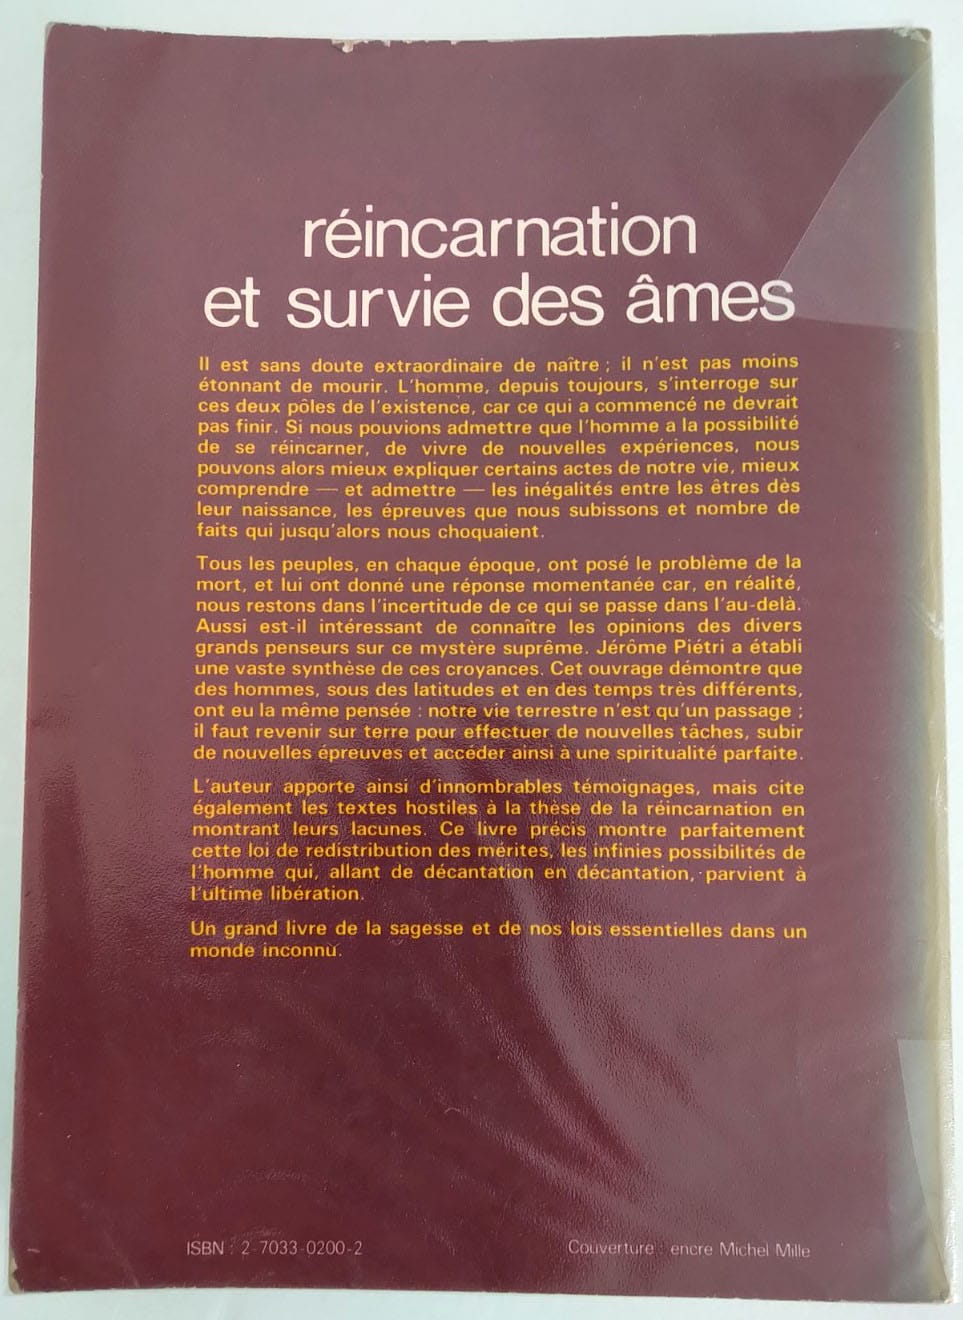 réincarnation
et survie des âmes
Il est sans doute extraordinaire de naître ; il n'est pas moins
étonnant de mourir. L'homme, depuis toujours, s'interroge sur
ces deux pôles de l'existence, car ce qui a commencé ne devrait
pas finir. Si nous pouvions admettre que l'homme a la possibilité
de se réincarner, de vivre de nouvelles expériences, nous
pouvons alors mieux expliquer certains actes de notre vie, mieux
comprendre — et admettre — les inégalités entre les êtres dès
leur naissance, les épreuves que nous subissons et nombre de
faits qui jusqu'alors nous choquaient.
Tous les peuples, en chaque époque, ont posé le problème de la
mort, et lui ont donné une réponse momentanée car, en réalité,
nous restons dans l'incertitude de ce qui se passe dans l'au-delà.
Aussi est-il intéressant de connaître les opinions des divers
grands penseurs sur ce mystère suprême. Jérôme Piétri a établi
une vaste synthèse de ces croyances. Cet ouvrage démontre que
des hommes, sous des latitudes et en des temps très différents,
ont eu la même pensée : notre vie terrestre n'est qu'un passage ;
il faut revenir sur terre pour effectuer de nouvelles tâches, subir
de nouvelles épreuves et accéder ainsi à une spiritualité parfaite.
L'auteur apporte ainsi d'innombrables témoignages, mais cite
également les textes hostiles à la thèse de la réincarnation en
montrant leurs lacunes. Ce livre précis montre parfaitement
cette loi de redistribution des mérites, les infinies possibilités de
l'homme qui, allant de décantation en décantation, parvient à
l'ultime libération.
Un grand livre de la sagesse et de nos lois essentielles dans un
monde inconnu.
ISBN : 2-7033-0200-2
Couverture : encre Michel Mille